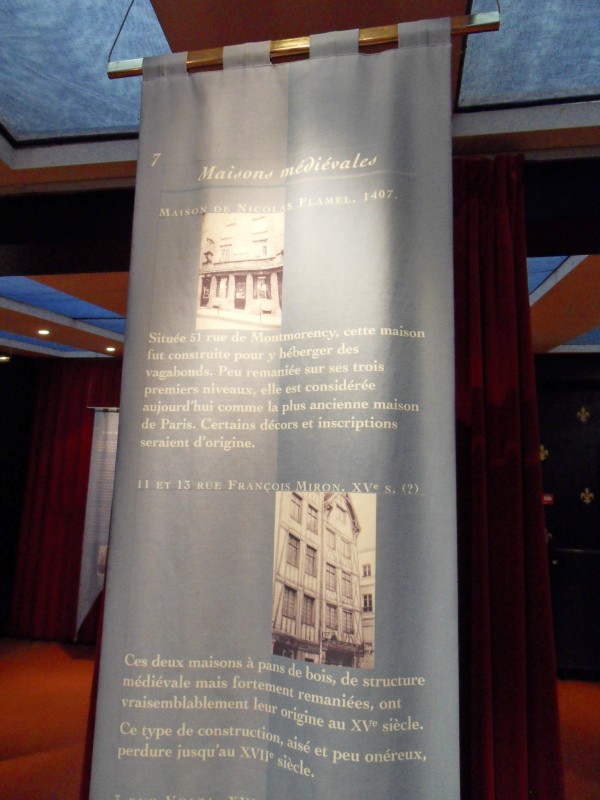 7
Maisons médiévales
MAISON DE NICOLAS FLAMEL, 1407.
Située 51 rue de Montmorency, cette maison
fut construite pour y héberger des
vagabonds. Peu remaniée sur ses trois
premiers niveaux, elle est considérée
aujourd'hui comme la plus ancienne maison
de Paris. Certains décors et inscriptions
seraient d'origine.
11 ET 13 RUE FRANÇOIS MIRON, XVe S. (?)
Ces deux maisons à pans de bois, de structure
médiévale mais fortement remaniées, ont
vraisemblablement leur origine au XVe siècle.
Ce type de construction, aisé et peu onéreux,
perdure jusqu'au XVIIe siècle.